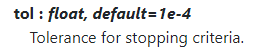 tol : float, default=1e-4
Tolerance for stopping criteria.